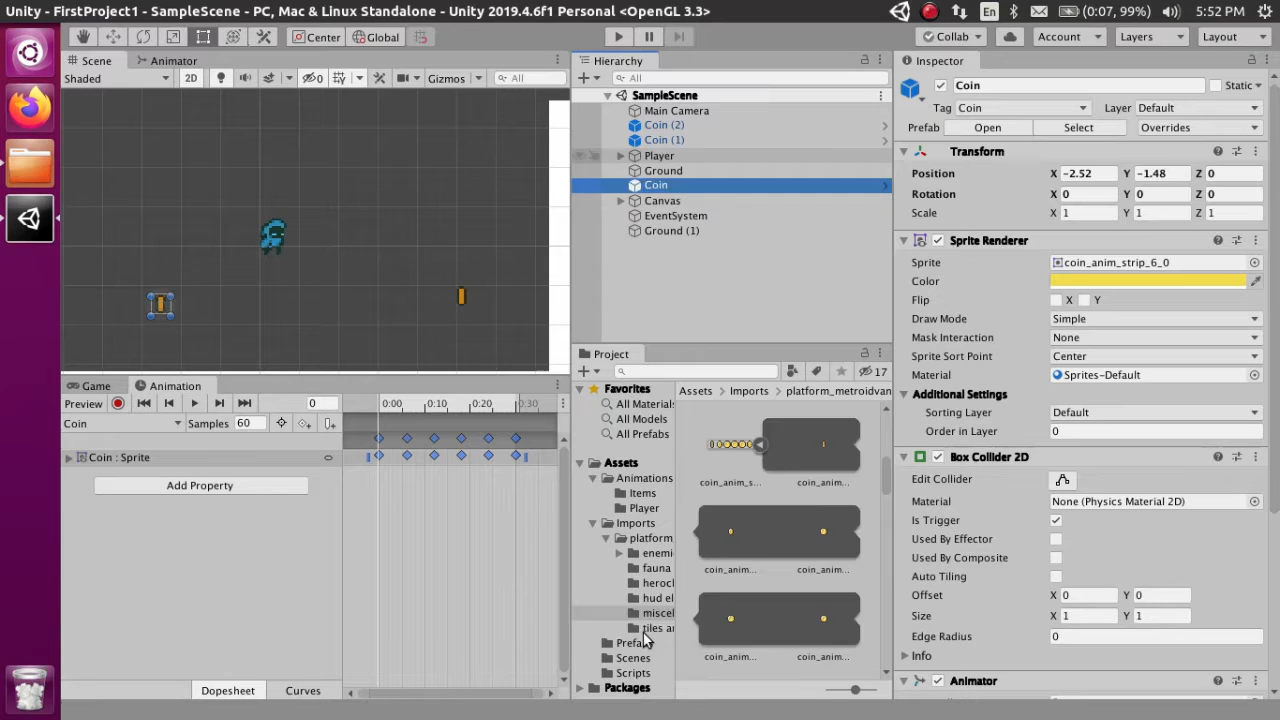 Unity - FirstProject1 - SampleScene - PC, Mac & Linux Standalone - Unity 2019.4.6f1 Personal <OpenGL 3.3>
En
(0:07, 99%)
5:52 PM
Center
Global
Collab
Account
Layers
Layout
Scene
Animator
Shaded
2D
0
Gizmos
All
Hierarchy
All
SampleScene
Main Camera
Coin (2)
Coin (1)
Player
Ground
Coin
Canvas
EventSystem
Ground (1)
Game
Animation
Preview
0
0:00
0:10
0:20
0:30
Coin
Samples
60
Coin : Sprite
Add Property
Dopesheet
Curves
Project
17
Favorites
All Material
All Models
All Prefabs
Assets
Animations
Items
Player
Imports
platform
enemi
fauna
herocl
hud el
miscel
tiles a
Prefa
Scenes
Scripts
Packages
Assets
Imports
platform_metroidvan
coin_anim_s...
coin_anim...
coin_anim...
coin_anim...
coin_anim...
coin_anim...
Inspector
Coin
Static
Tag
Coin
Layer
Default
Prefab
Open
Select
Overrides
Transform
Position
X -2.52
Y -1.48
Z 0
Rotation
X 0
Y 0
Z 0
Scale
X 1
Y 1
Z 1
Sprite Renderer
Sprite
coin_anim_strip_6_0
Color
Flip
X
Y
Draw Mode
Simple
Mask Interaction
None
Sprite Sort Point
Center
Material
Sprites-Default
Additional Settings
Sorting Layer
Default
Order in Layer
0
Box Collider 2D
Edit Collider
Material
None (Physics Material 2D)
Is Trigger
Used By Effector
Used By Composite
Auto Tiling
Offset
X 0
Y 0
Size
X 1
Y 1
Edge Radius
0
Info
Animator